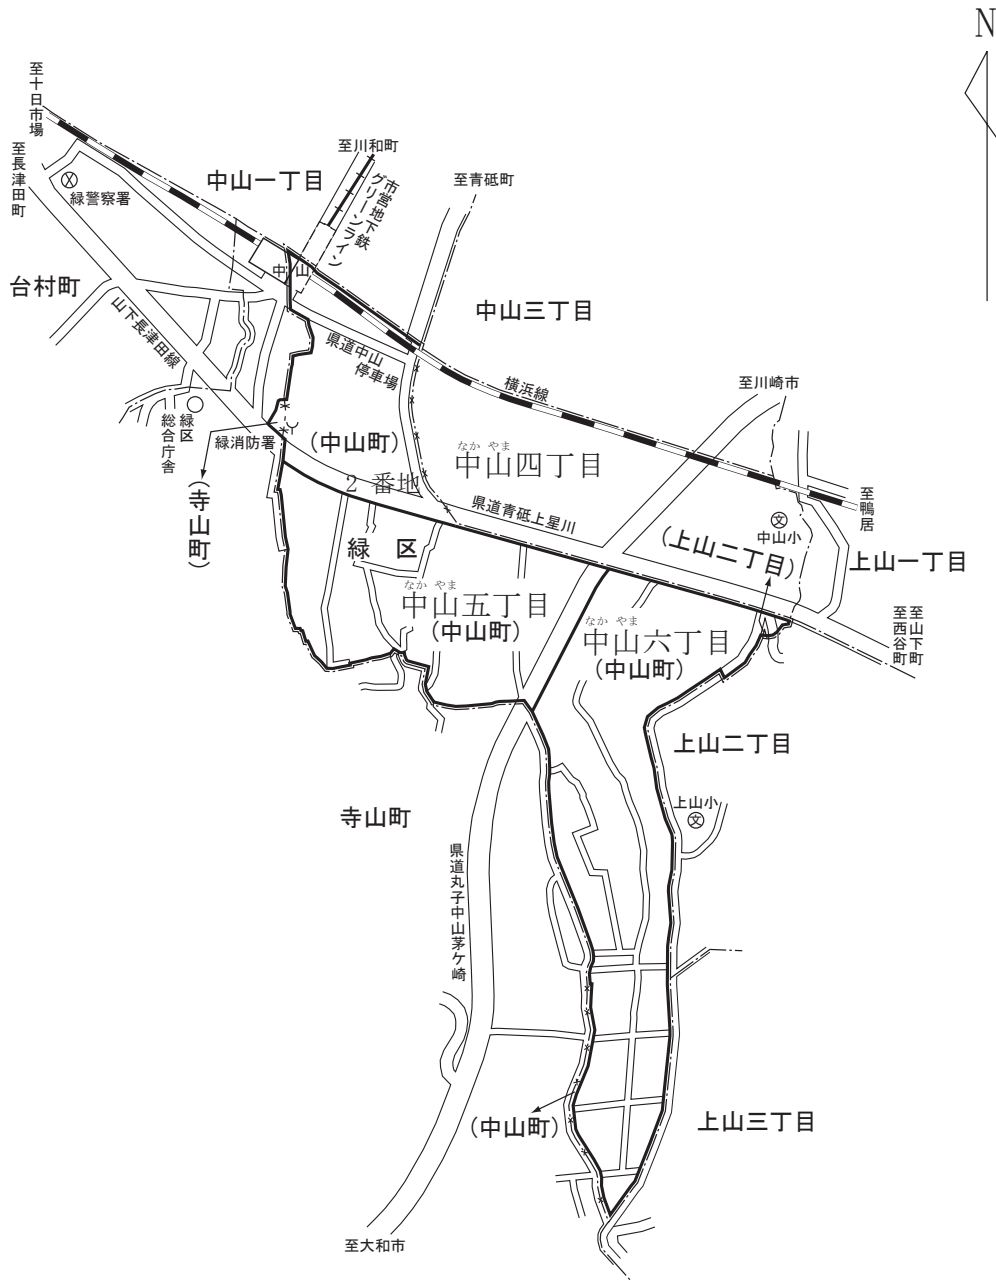 N
至十日市場
至長津田町
緑警察署
中山一丁目
至川和町
市営地下鉄
グリーンライン
至青砥町
台村町
中山
中山三丁目
山下長津田線
県道中山
停車場
横浜線
至川崎市
緑区
総合庁舎
緑消防署
(中山町)
なか やま
中山四丁目
2 番地
県道青砥上星川
至鴨居
(寺山町)
中山小
(上山二丁目)
上山一丁目
緑 区
なか やま
中山五丁目
(中山町)
なか やま
中山六丁目
(中山町)
至山下町
至西谷町
上山二丁目
上山小
寺山町
県道丸子中山茅ケ崎
(中山町)
上山三丁目
至大和市
文
文